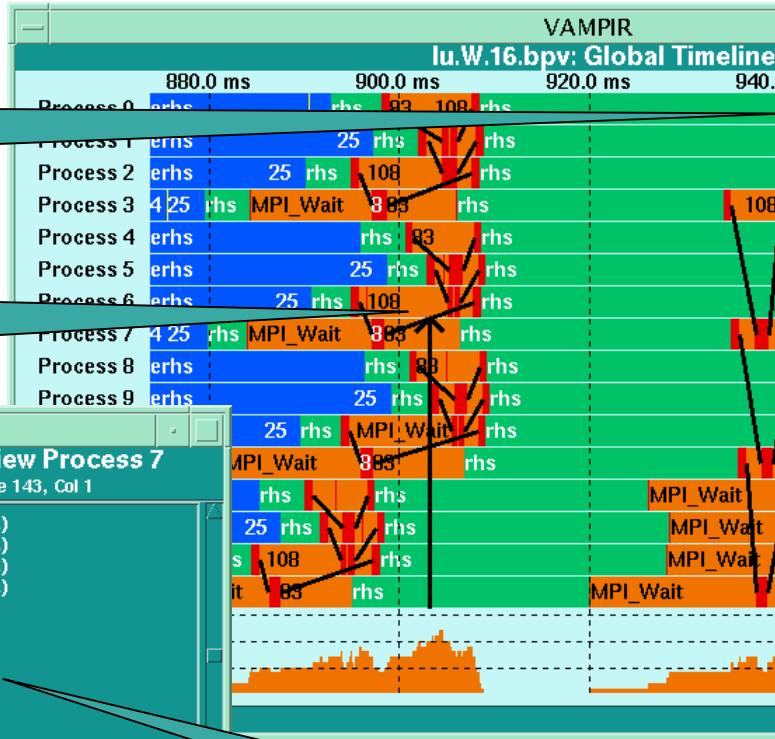 VAMPIR
lu.W.16.bpv: Global Timeline
880.0 ms 900.0 ms 920.0 ms 940.
Process 0 erhs rhs 83 108 rhs
Process 1 erhs 25 rhs rhs
Process 2 erhs 25 rhs 108 rhs
Process 3 4 25 rhs MPI_Wait 8 83 rhs 108
Process 4 erhs rhs 83 rhs
Process 5 erhs 25 rhs rhs
Process 6 erhs 25 rhs 108 rhs
Process 7 4 25 rhs MPI_Wait 8 83 rhs
Process 8 erhs rhs 83 rhs
Process 9 erhs 25 rhs rhs
25 rhs MPI_Wait rhs
MPI_Wait 8 83 rhs
rhs rhs MPI_Wait
25 rhs rhs MPI_Wait
s 108 rhs MPI_Wait
it 83 rhs MPI_Wait
iew Process 7
e 143, Col 1